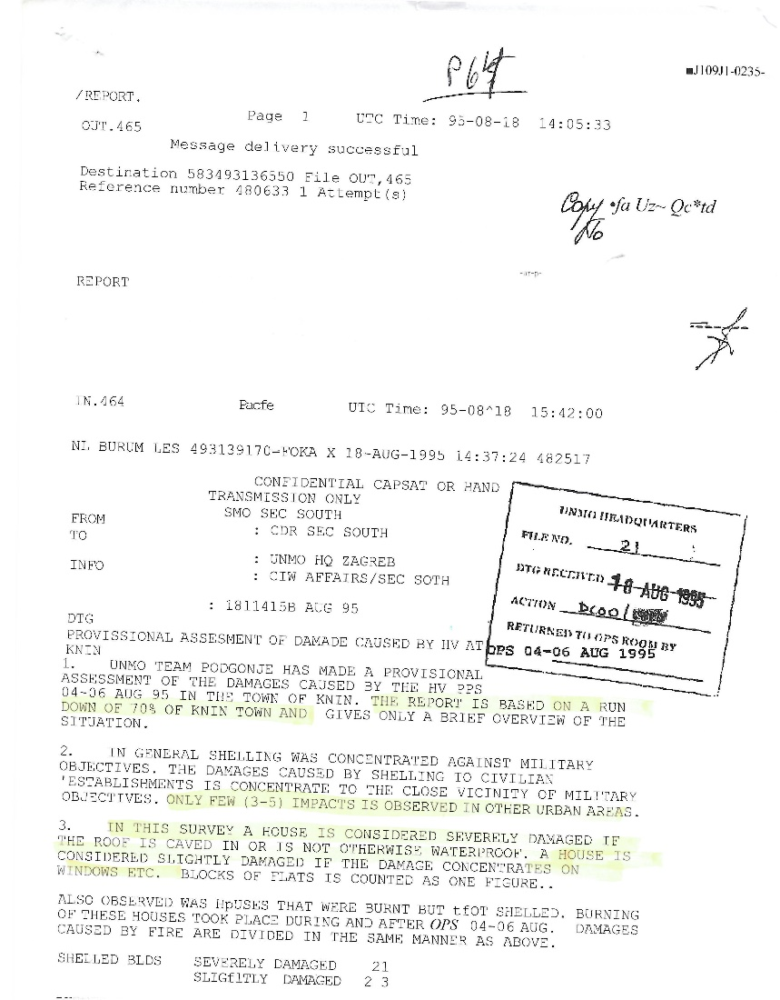 P64
■J109J1-0235-
/REPORT.
OUT.465 Page 1 UTC Time: 95-08-18 14:05:33
Message delivery successful
Destination 583493136550 File OUT,465
Reference number 480633 1 Attempt(s)
Copy •fa Uz~ Qc*td
No
-ur-p-
REPORT
IN.464 Pacfe UTC Time: 95-08^18 15:42:00
NL BURUM LES 493139170-FOKA X 18-AUG-1995 14:37:24 482517
CONFIDENTIAL CAPSAT OR HAND
TRANSMISSION ONLY
FROM SMO SEC SOUTH
TO : CDR SEC SOUTH
INFO : UNMO HQ ZAGREB
: CIW AFFAIRS/SEC SOTH
: 1811415B AUG 95
DTG
UNMO HEADQUARTERS
FILE NO. 21
DTG RECEIVED 18 AUG 1995
ACTION DCOO/
RETURNED TO OPS ROOM BY
PROVISSIONAL ASSESMENT OF DAMADE CAUSED BY HV AT OPS 04-06 AUG 1995
KNIN
1. UNMO TEAM PODGONJE HAS MADE A PROVISIONAL
ASSESSMENT OF THE DAMAGES CAUSED BY THE HV PPS
04-06 AUG 95 IN THE TOWN OF KNIN. THE REPORT IS BASED ON A RUN
DOWN OF 70% OF KNIN TOWN AND GIVES ONLY A BRIEF OVERVIEW OF THE
SITUATION.
2. IN GENERAL SHELLING WAS CONCENTRATED AGAINST MILITARY
OBJECTIVES. THE DAMAGES CAUSED BY SHELLING TO CIVILIAN
'ESTABLISHMENTS IS CONCENTRATE TO THE CLOSE VICINITY OF MILITARY
OBJECTIVES. ONLY FEW (3-5) IMPACTS IS OBSERVED IN OTHER URBAN AREAS.
3. IN THIS SURVEY A HOUSE IS CONSIDERED SEVERELY DAMAGED IF
THE ROOF IS CAVED IN OR IS NOT OTHERWISE WATERPROOF. A HOUSE IS
CONSIDERED SLIGHTLY DAMAGED IF THE DAMAGE CONCENTRATES ON
WINDOWS ETC. BLOCKS OF FLATS IS COUNTED AS ONE FIGURE..
ALSO OBSERVED WAS HpUSES THAT WERE BURNT BUT tfOT SHELLED. BURNING
OF THESE HOUSES TOOK PLACE DURING AND AFTER OPS 04-06 AUG. DAMAGES
CAUSED BY FIRE ARE DIVIDED IN THE SAME MANNER AS ABOVE.
SHELLED BLDS SEVERELY DAMAGED 21
SLIGflTLY DAMAGED 2 3